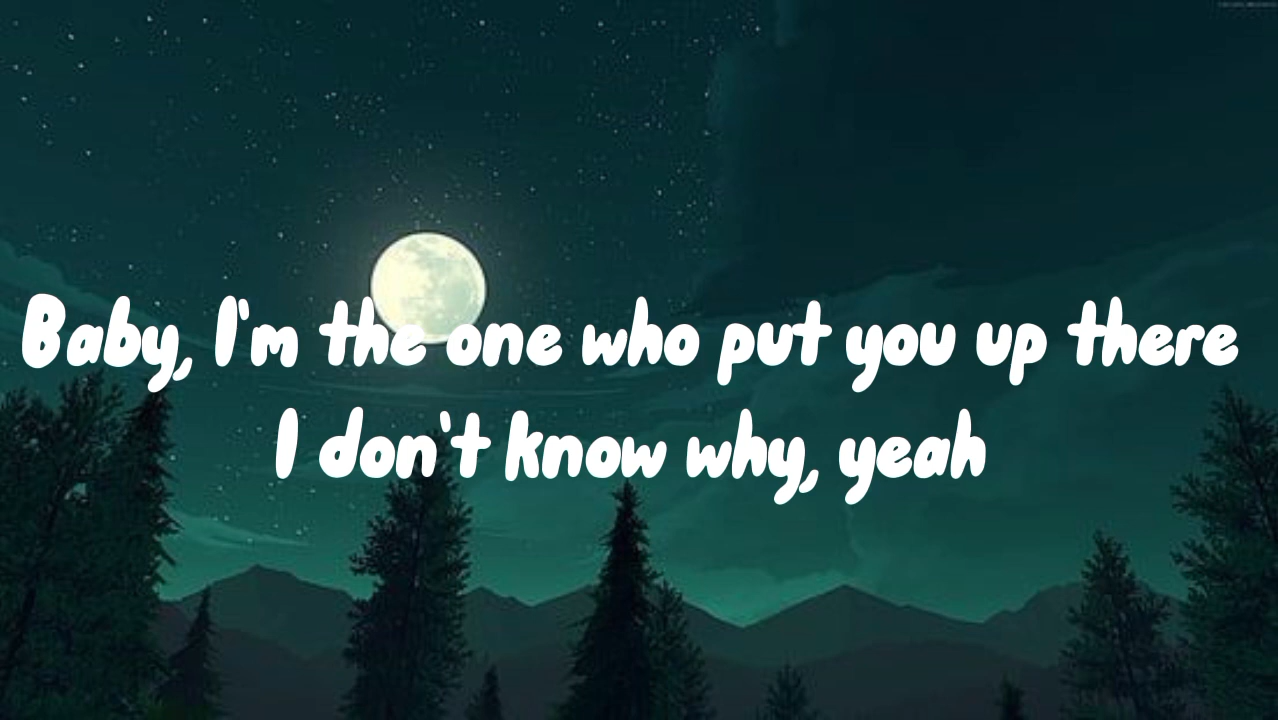 Baby, I'm the one who put you up there
I don't know why, yeah